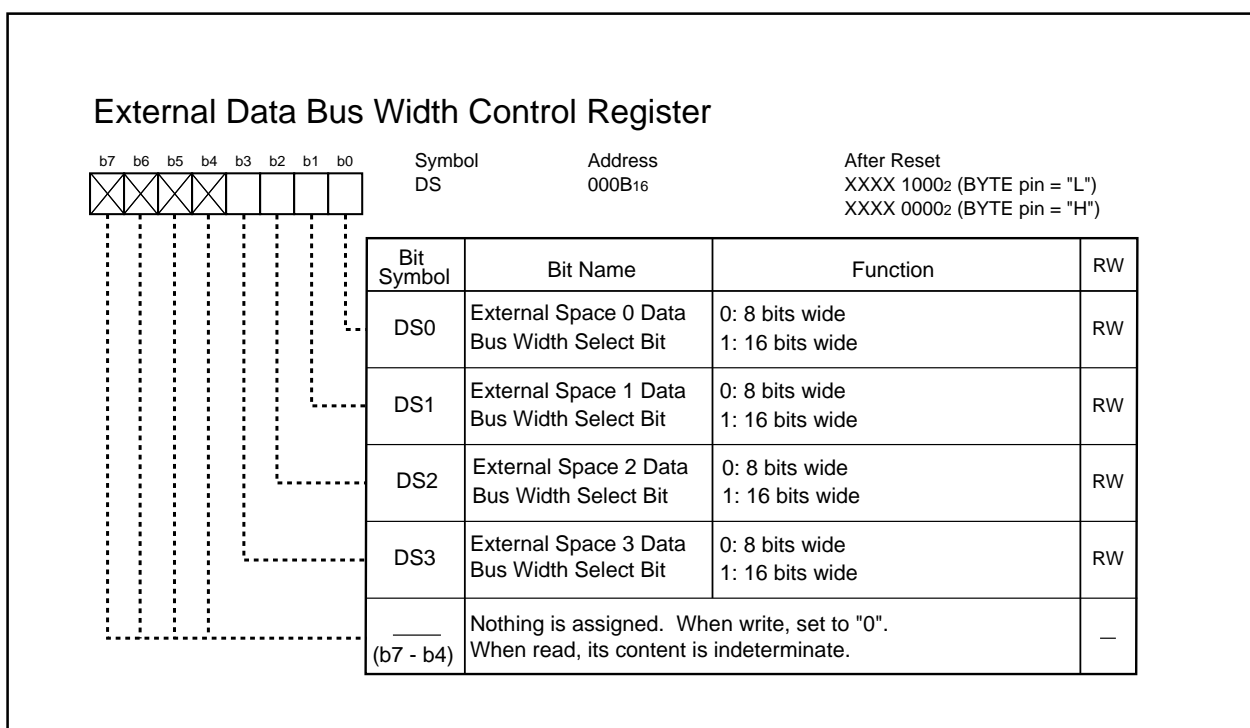 External Data Bus Width Control Register
b7 b6 b5 b4 b3 b2 b1 b0
Symbol Address After Reset
DS 000B16 XXXX 10002 (BYTE pin = "L")
XXXX 00002 (BYTE pin = "H")
Bit Symbol Bit Name Function RW
DS0 External Space 0 Data 0: 8 bits wide RW
Bus Width Select Bit 1: 16 bits wide
DS1 External Space 1 Data 0: 8 bits wide RW
Bus Width Select Bit 1: 16 bits wide
DS2 External Space 2 Data 0: 8 bits wide RW
Bus Width Select Bit 1: 16 bits wide
DS3 External Space 3 Data 0: 8 bits wide RW
Bus Width Select Bit 1: 16 bits wide
Nothing is assigned. When write, set to "0". —
(b7 - b4) When read, its content is indeterminate.